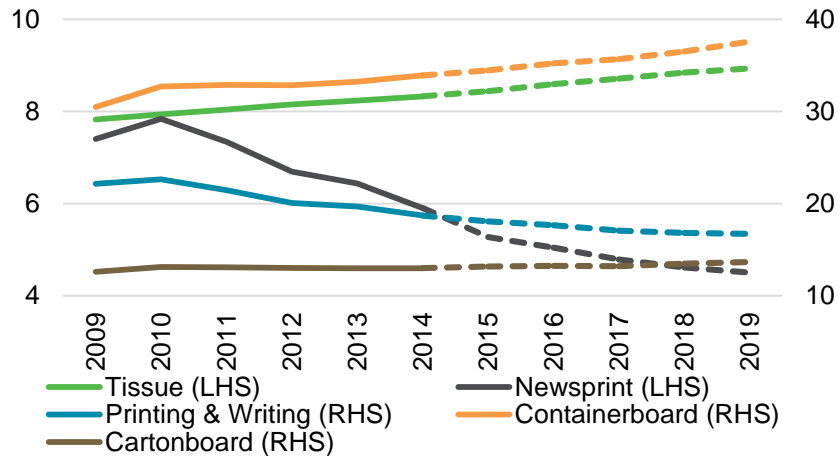 10 40
8 30
6 20
4 10
2009 2010 2011 2012 2013 2014 2015 2016 2017 2018 2019
Tissue (LHS) Newsprint (LHS)
Printing & Writing (RHS) Containerboard (RHS)
Cartonboard (RHS)